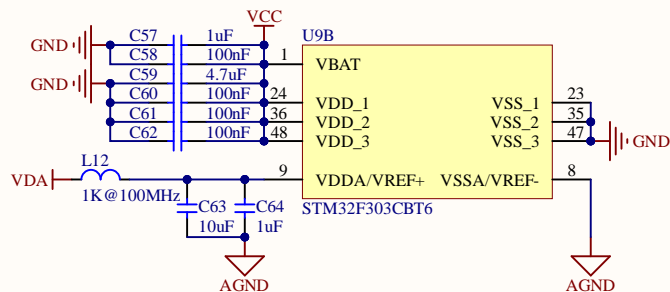 VCC
C57 1uF U9B
GND
C58 100nF 1 VBAT
C59 4.7uF
GND
C60 100nF 24 VDD_1 VSS_1 23
C61 100nF 36 VDD_2 VSS_2 35
C62 100nF 48 VDD_3 VSS_3 47 GND
L12
VDA 9 VDDA/VREF+ VSSA/VREF- 8
1K@100MHz
C63 C64 STM32F303CBT6
10uF 1uF
AGND AGND